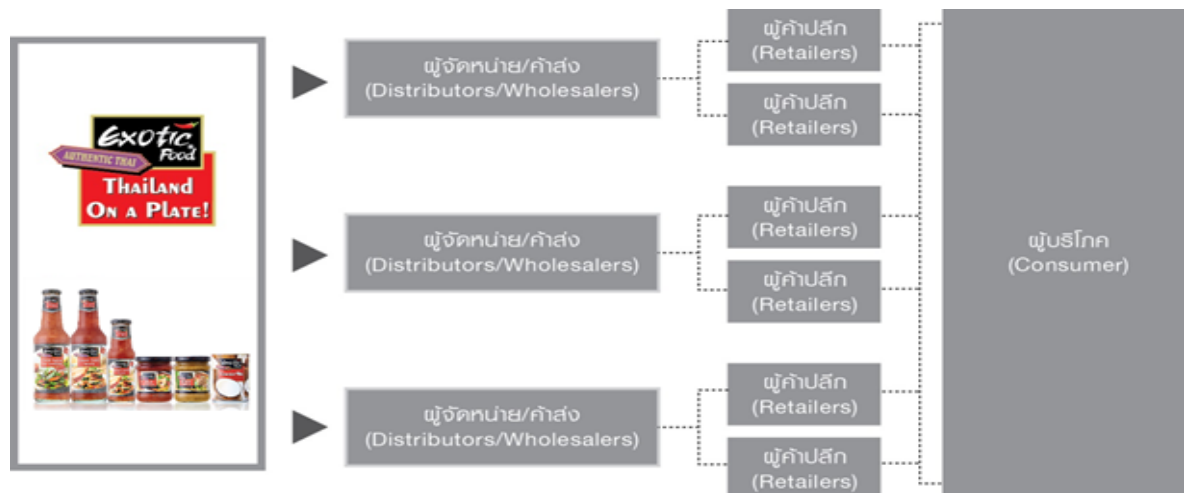 Exotic
Food
AUTHENTIC THAI
THAILAND
ON A PLATE!
ผู้จัดหน่าย/ค้าส่ง
(Distributors/Wholesalers)
ผู้ค้าปลีก
(Retailers)
ผู้ค้าปลีก
(Retailers)
ผู้จัดหน่าย/ค้าส่ง
(Distributors/Wholesalers)
ผู้ค้าปลีก
(Retailers)
ผู้ค้าปลีก
(Retailers)
ผู้จัดหน่าย/ค้าส่ง
(Distributors/Wholesalers)
ผู้ค้าปลีก
(Retailers)
ผู้ค้าปลีก
(Retailers)
ผู้บริโภค
(Consumer)